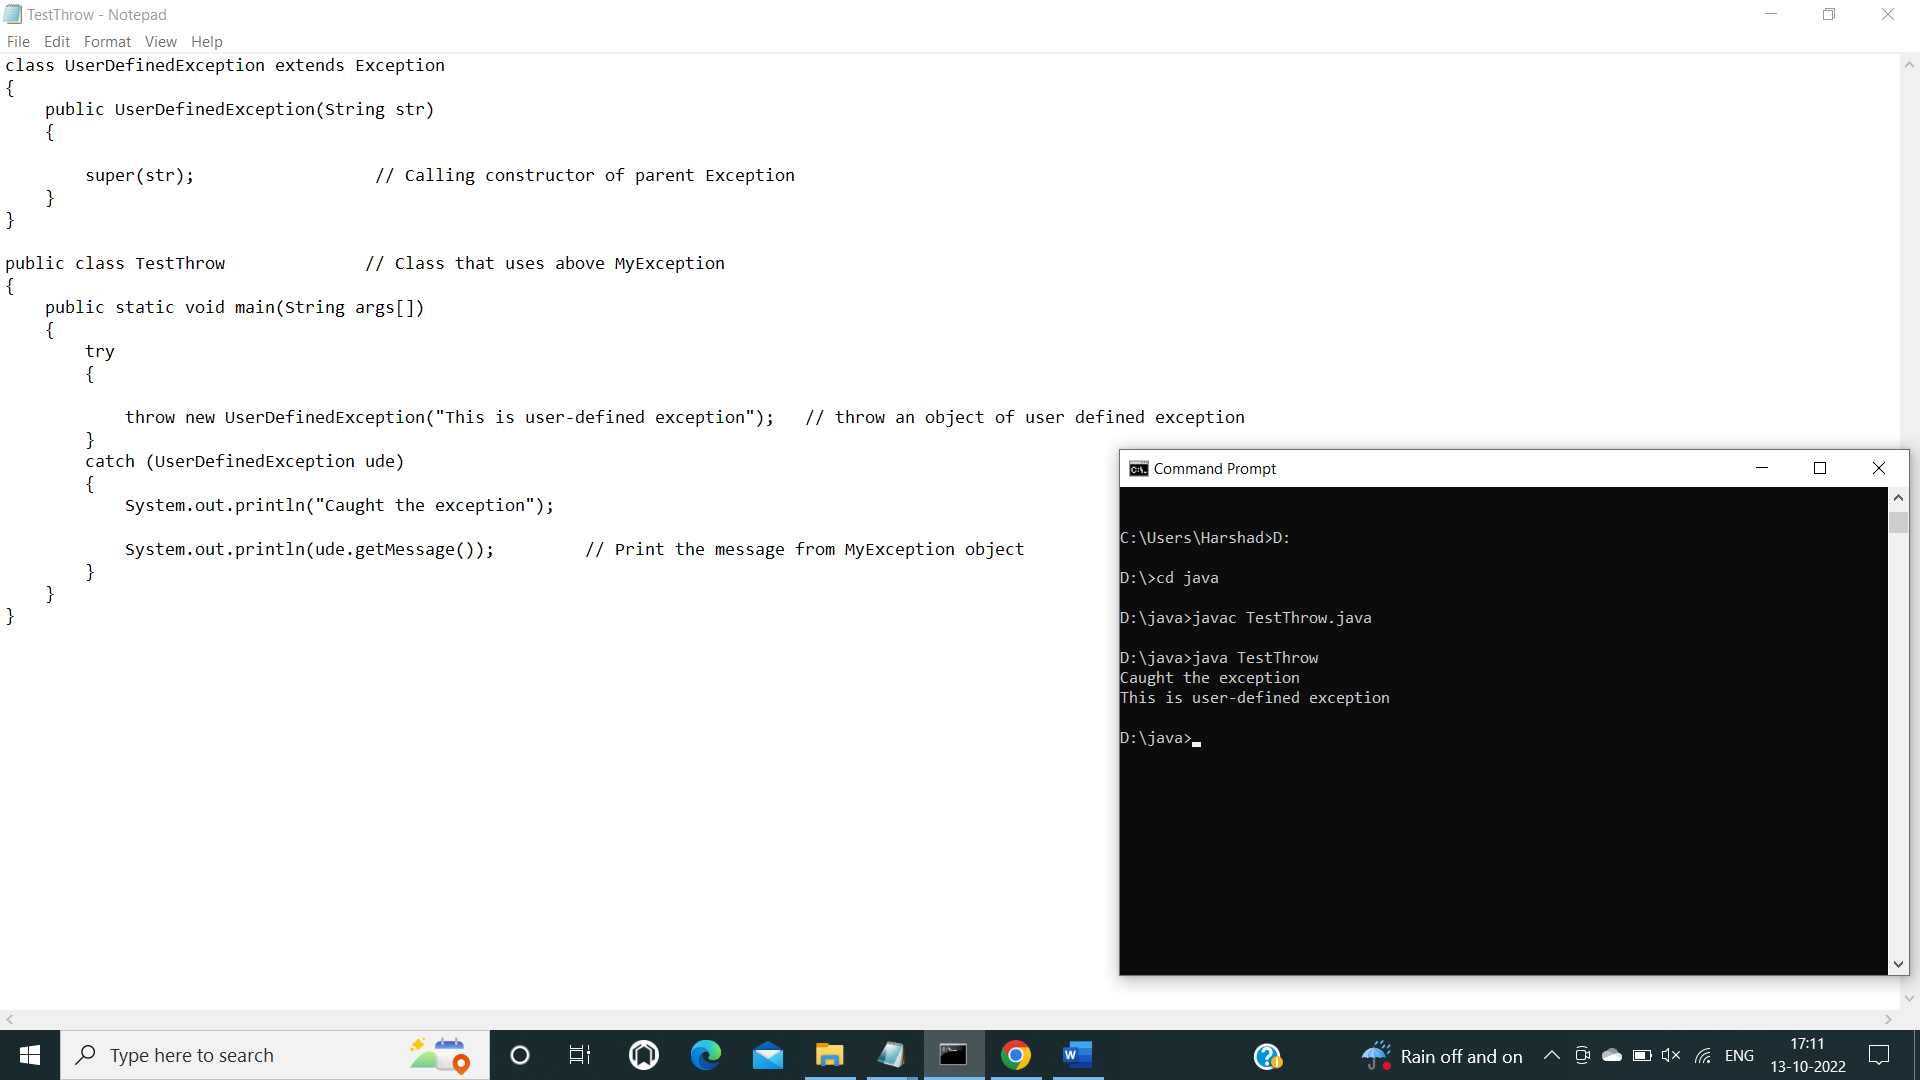 TestThrow - Notepad
File Edit Format View Help
class UserDefinedException extends Exception
{
    public UserDefinedException(String str)
    {
        super(str);                  // Calling constructor of parent Exception
    }
}
public class TestThrow              // Class that uses above MyException
{
    public static void main(String args[])
    {
        try
        {
            throw new UserDefinedException("This is user-defined exception");   // throw an object of user defined exception
        }
        catch (UserDefinedException ude)
        {
            System.out.println("Caught the exception");
            System.out.println(ude.getMessage());         // Print the message from MyException object
        }
    }
}
Command Prompt
C:\Users\Harshad>D:
D:\>cd java
D:\java>javac TestThrow.java
D:\java>java TestThrow
Caught the exception
This is user-defined exception
D:\java>
Type here to search
Rain off and on
ENG
17:11
13-10-2022